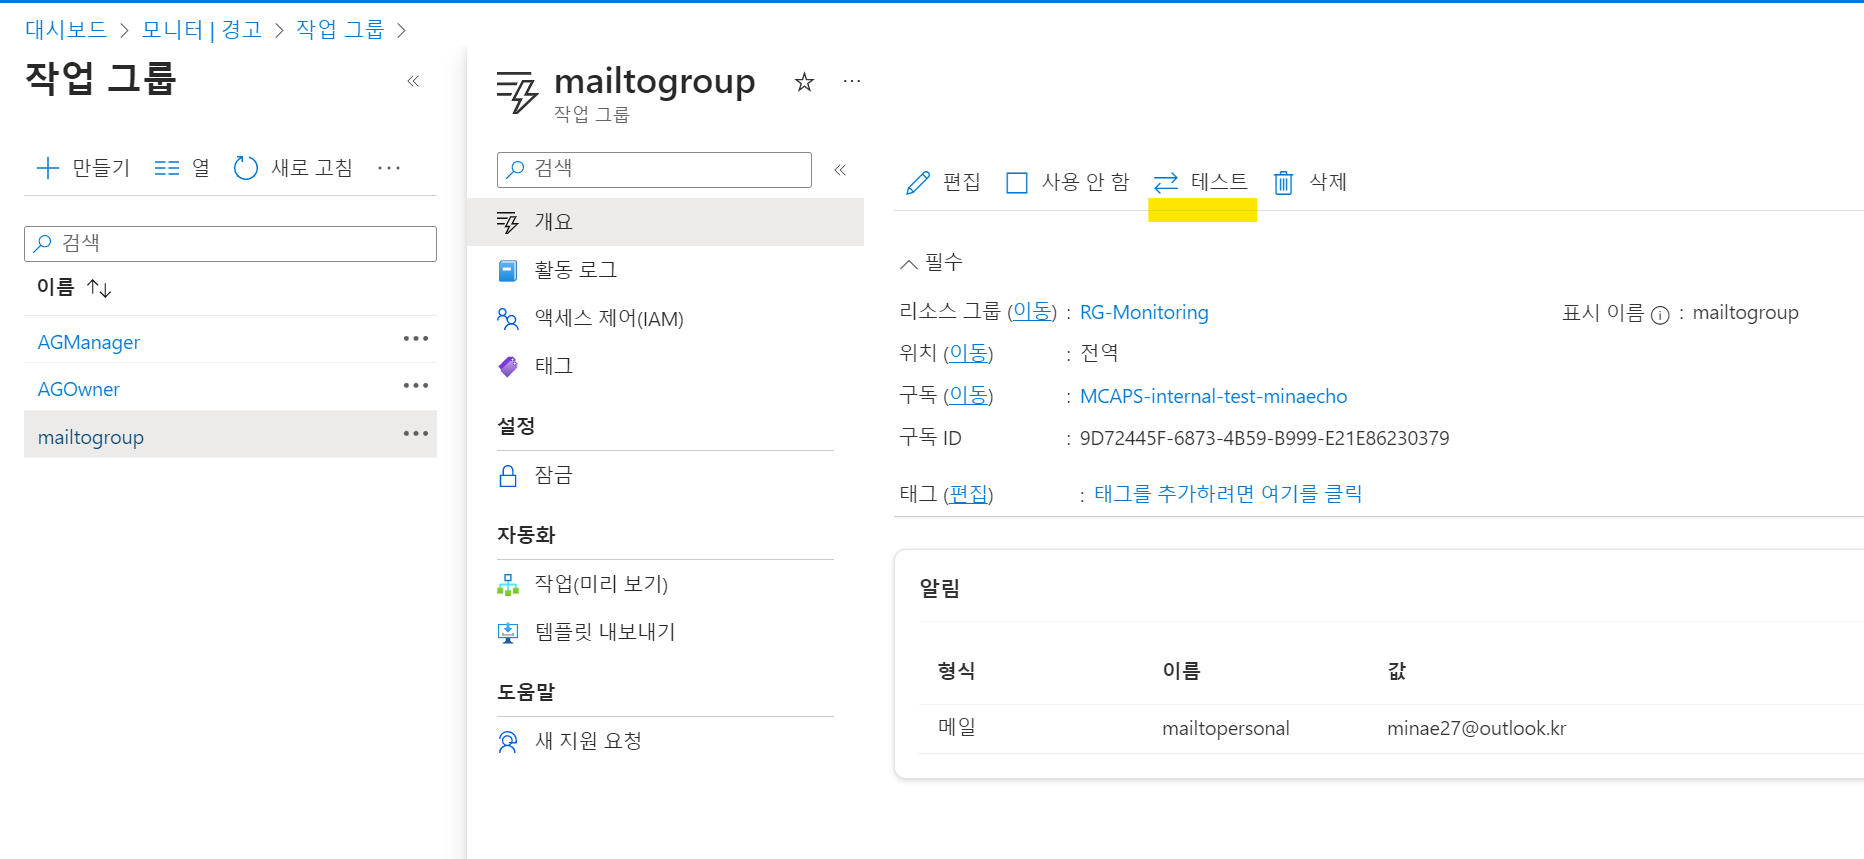 대시보드 > 모니터 | 경고 > 작업 그룹 >
작업 그룹
«
만들기 열 새로 고침 ···
검색
이름 ↑↓
AGManager ···
AGOwner ···
mailtogroup ···
mailtogroup ☆ ···
작업 그룹
검색 «
개요
활동 로그
액세스 제어(IAM)
태그
설정
잠금
자동화
작업(미리 보기)
템플릿 내보내기
도움말
새 지원 요청
편집 사용 안 함 테스트 삭제
필수
리소스 그룹 (이동) : RG-Monitoring
위치 (이동) : 전역
구독 (이동) : MCAPS-internal-test-minaecho
구독 ID : 9D72445F-6873-4B59-B999-E21E86230379
태그 (편집) : 태그를 추가하려면 여기를 클릭
표시 이름 : mailtogroup
알림
형식 이름 값
메일 mailtopersonal minae27@outlook.kr